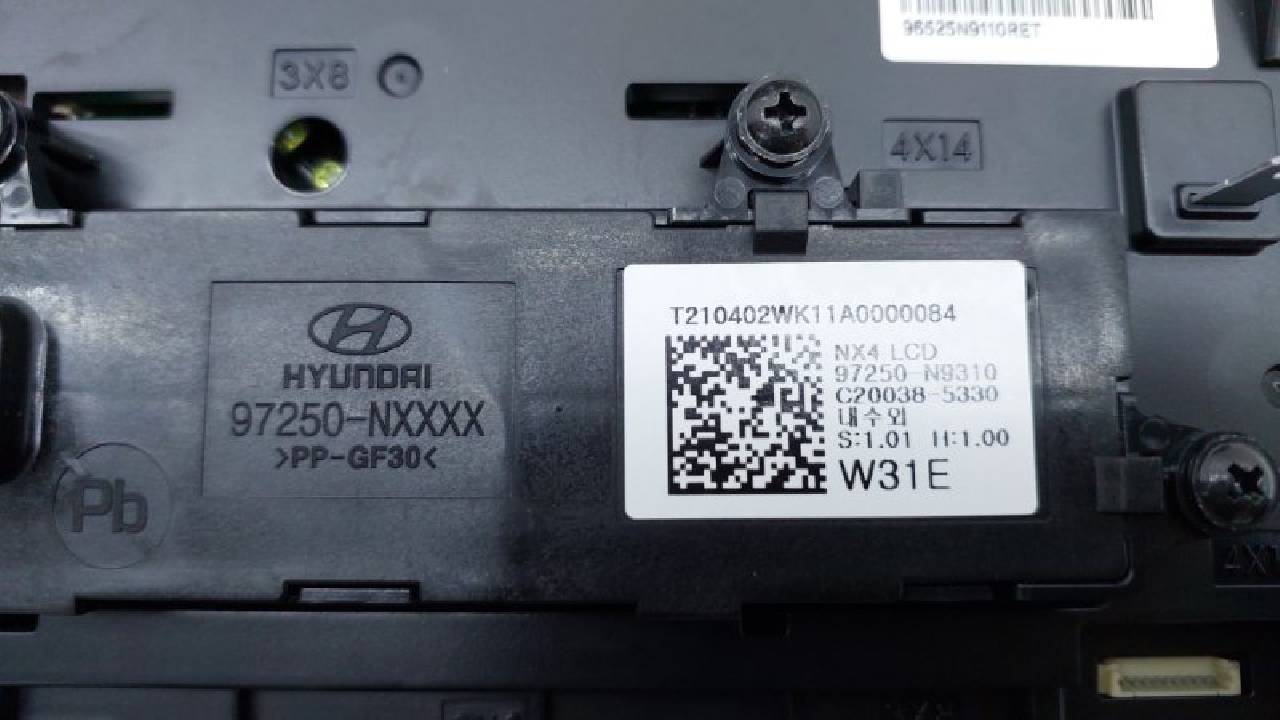 96525N9110RET
3X8
4X14
HYUNDAI
97250-NXXXX
>PP-GF30<
Pb
T210402WK11A0000084
NX4 LCD
97250-N9310
C20038-5330
내수외
S:1.01 H:1.00
W31E